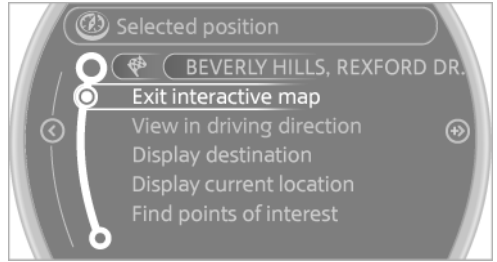 Selected position
BEVERLY HILLS, REXFORD DR.
Exit interactive map
View in driving direction
Display destination
Display current location
Find points of interest